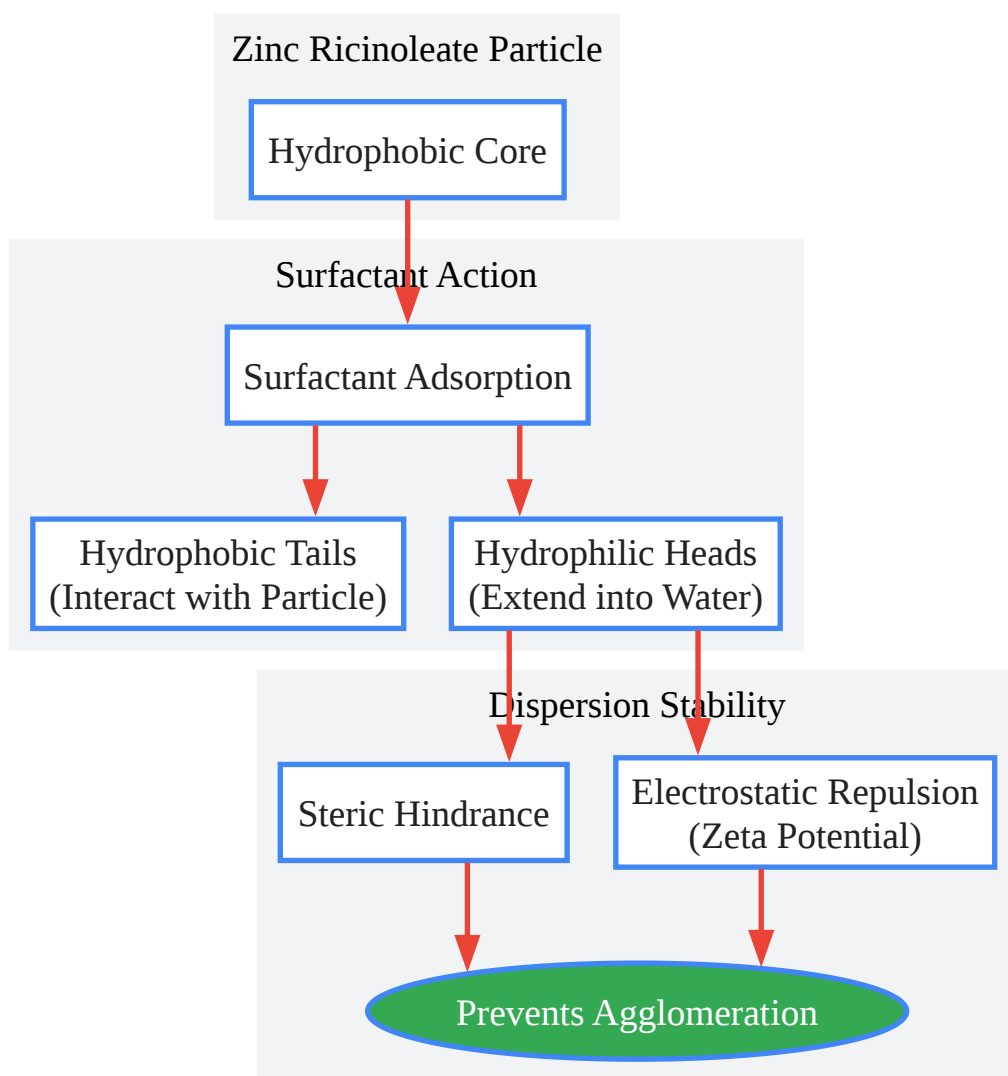 Zinc Ricinoleate Particle
Hydrophobic Core
Surfactant Action
Surfactant Adsorption
Hydrophobic Tails
(Interact with Particle)
Hydrophilic Heads
(Extend into Water)
Dispersion Stability
Steric Hindrance
Electrostatic Repulsion
(Zeta Potential)
Prevents Agglomeration